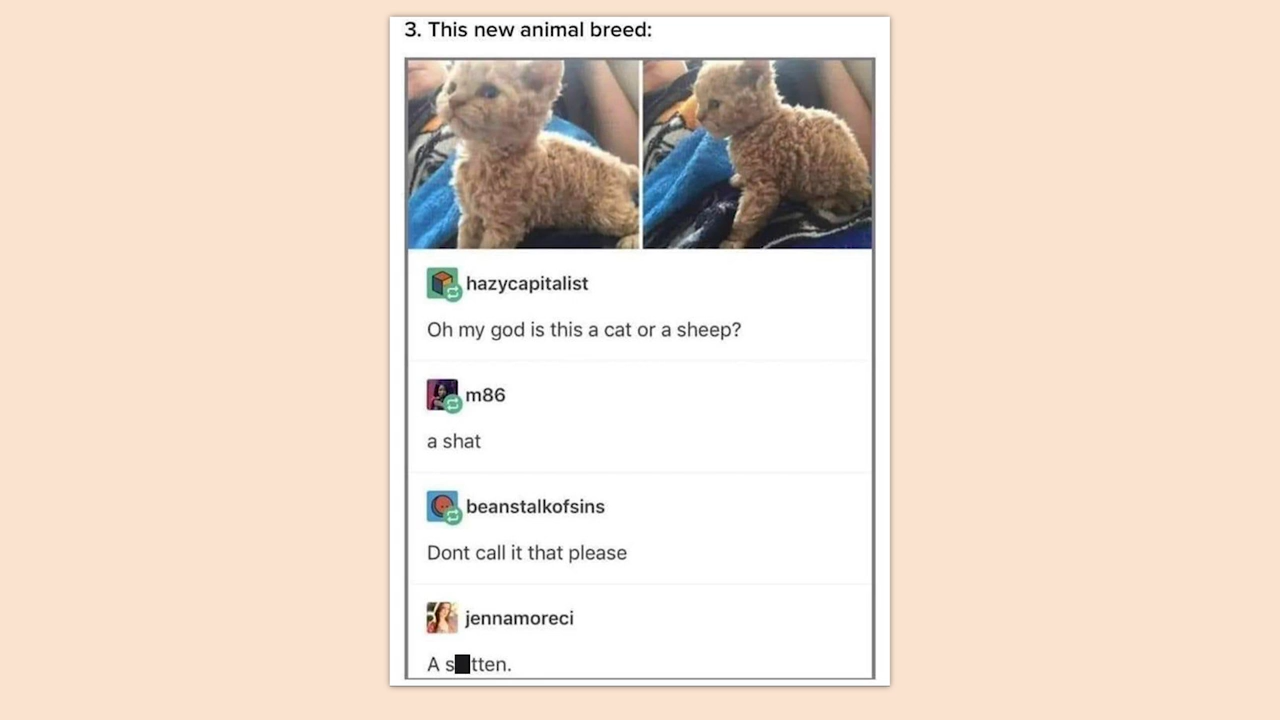 3. This new animal breed:
hazycapitalist
Oh my god is this a cat or a sheep?
m86
a shat
beanstalkofsins
Dont call it that please
jennamoreci
A s█tten.